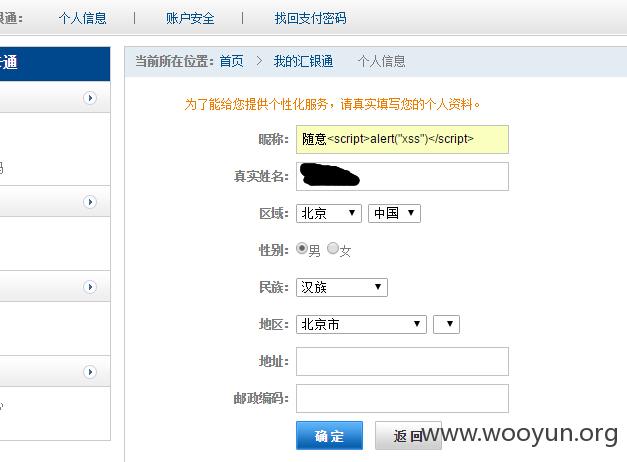 银通： 个人信息 | 账户安全 | 找回支付密码
通
当前所在位置：首页 > 我的汇银通 个人信息
为了能给您提供个性化服务，请真实填写您的个人资料。
昵称： 随意<script>alert("xss")</script>
真实姓名：
区域： 北京 中国
性别： 男 女
民族： 汉族
地区： 北京市
地址：
邮政编码：
确定 返回
www.wooyun.org